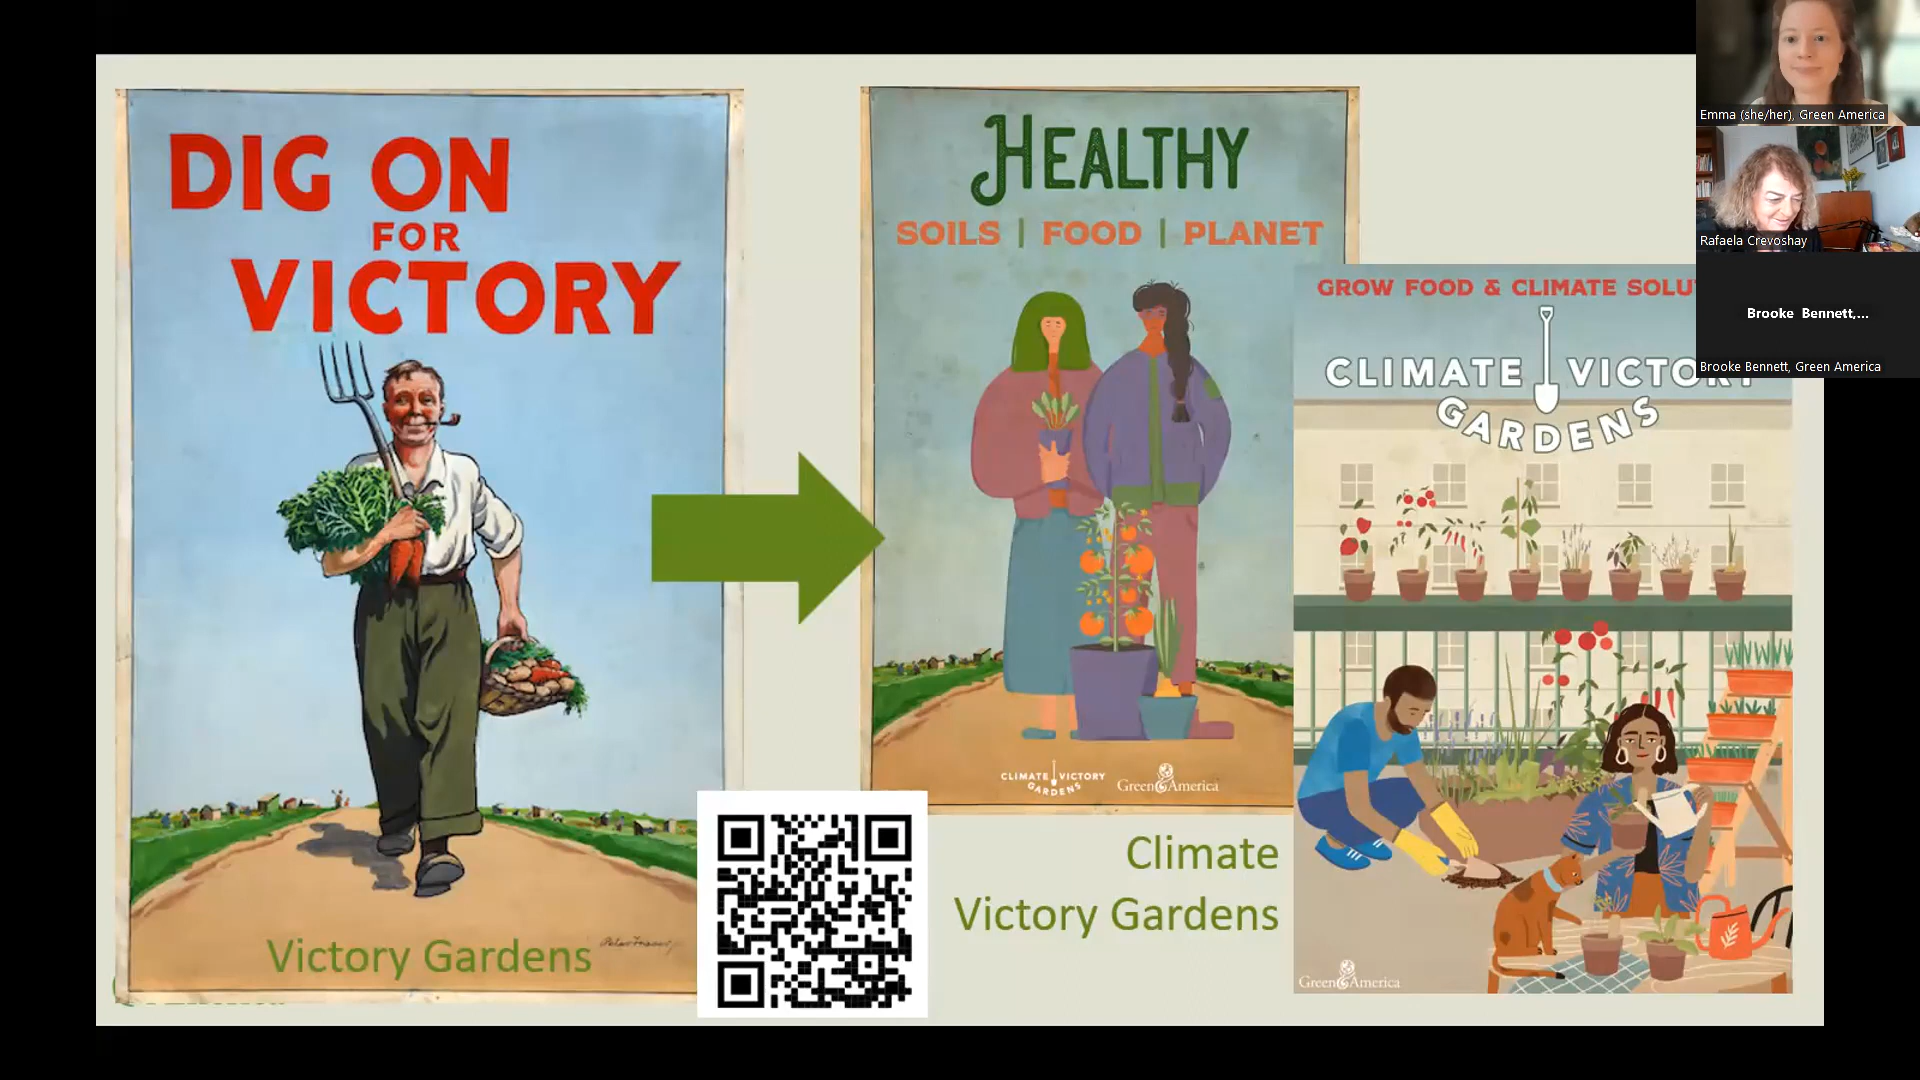 DIG ON
FOR
VICTORY
Victory Gardens
HEALTHY
SOILS | FOOD | PLANET
CLIMATE VICTORY
GARDENS
Green America
Climate
Victory Gardens
GROW FOOD & CLIMATE
CLIMATE VICTORY
GARDENS
Green America
Emma (she/her), Green America
Rafaela Crevoshay
Brooke Bennett,...
Brooke Bennett, Green America